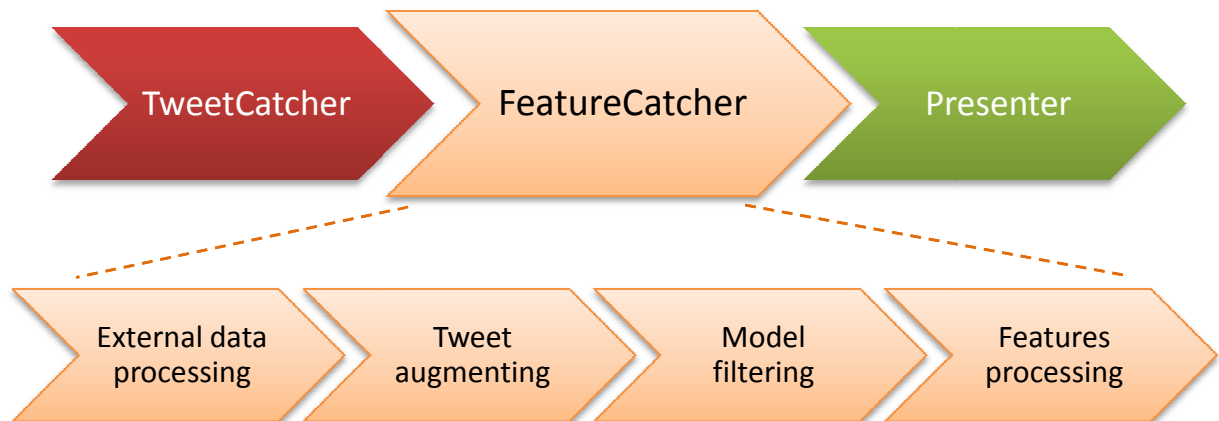 TweetCatcher
FeatureCatcher
Presenter
External data
processing
Tweet
augmenting
Model
filtering
Features
processing